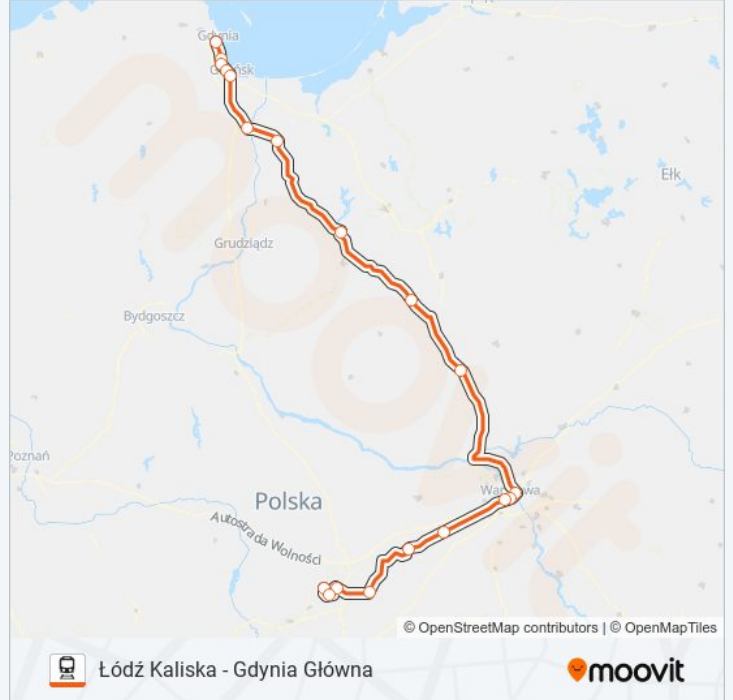 Gdynia
Gdańsk
Ełk
Grudziądz
Bydgoszcz
Poznań
Warszawa
Polska
Autostrada Wolności
© OpenStreetMap contributors | © OpenMapTiles
Łódź Kaliska - Gdynia Główna
moovit